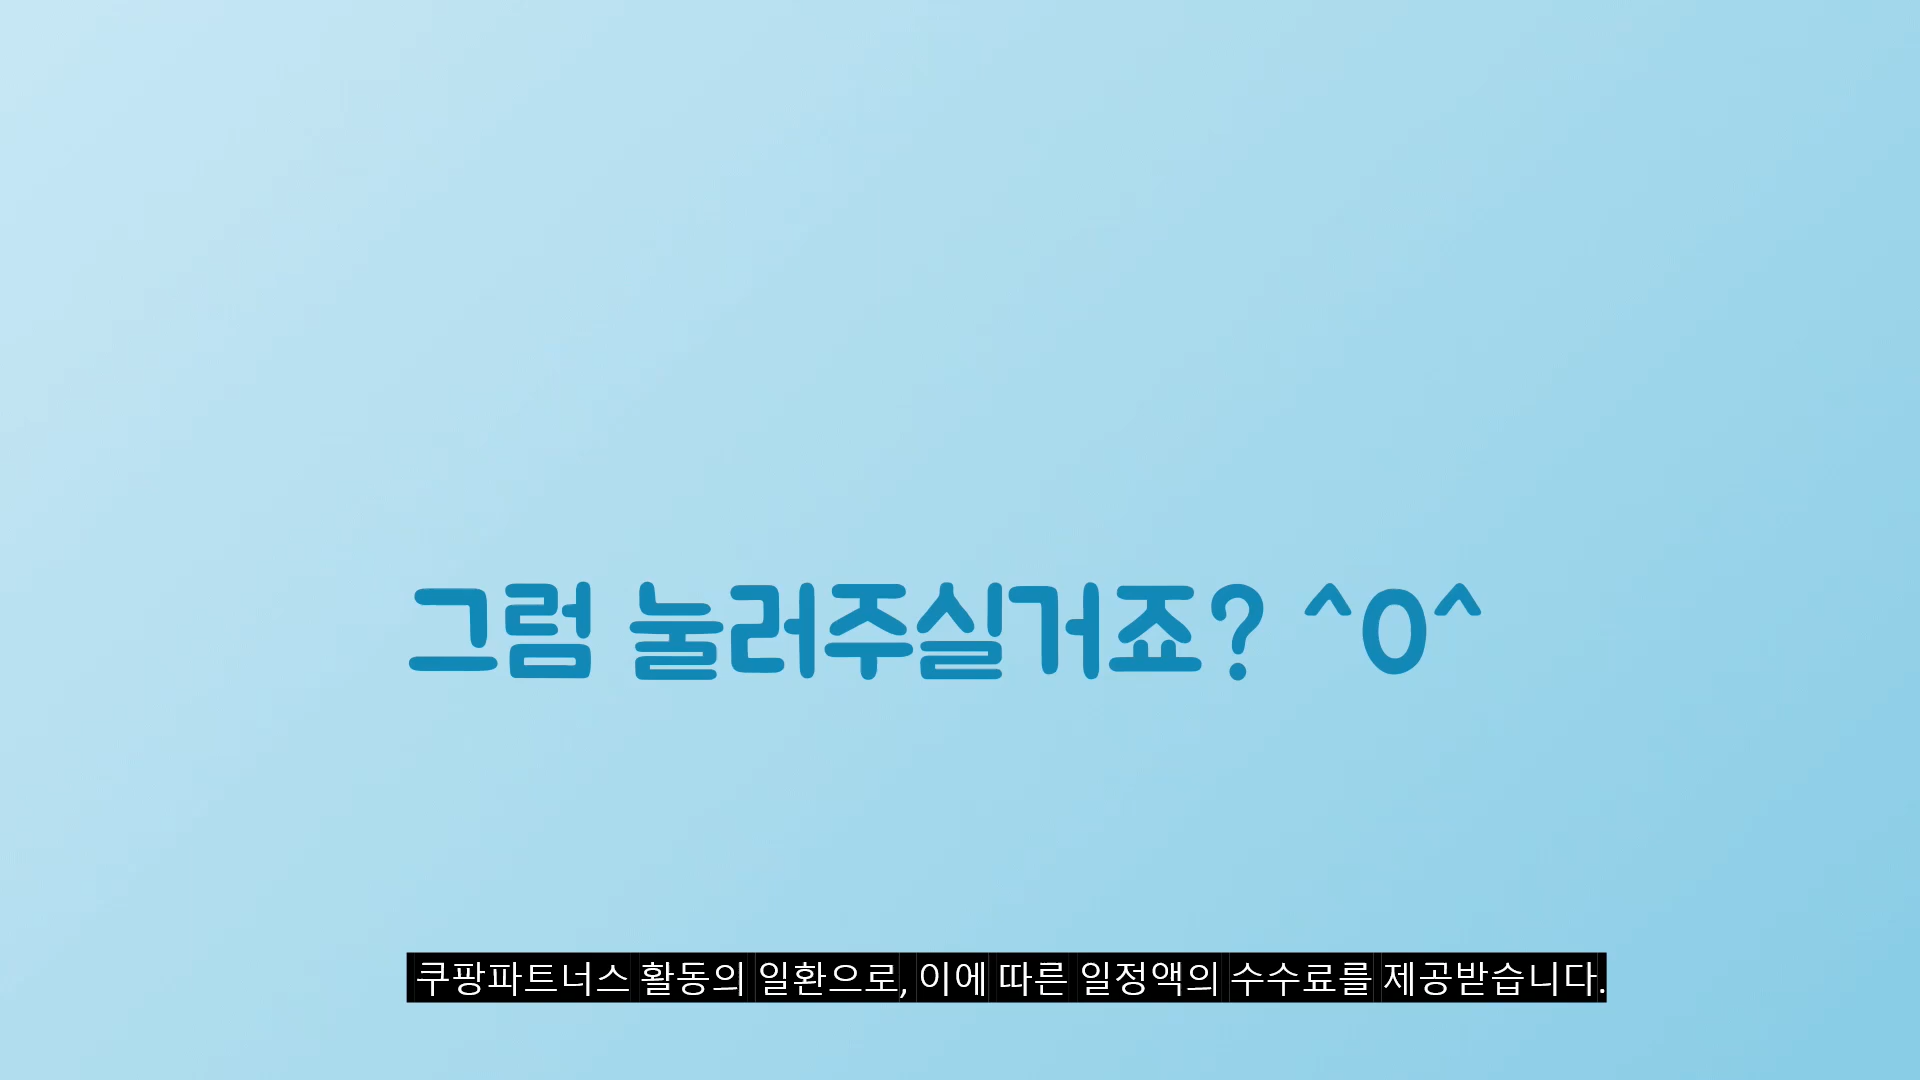 그럼 눌러주실거죠? ^0^
쿠팡파트너스 활동의 일환으로, 이에 따른 일정액의 수수료를 제공받습니다.